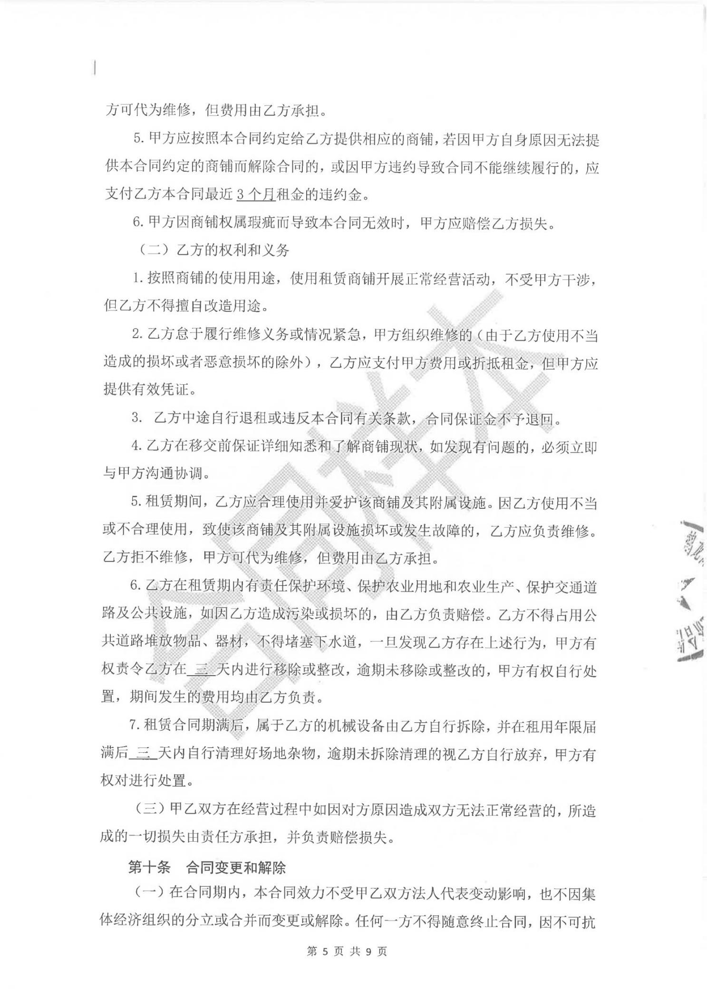 方可代为维修，但费用由乙方承担。
5.甲方应按照本合同约定给乙方提供相应的商铺，若因甲方自身原因无法提
供本合同约定的商铺而解除合同的，或因甲方违约导致合同不能继续履行的，应
支付乙方本合同最近 3 个月租金的违约金。
6.甲方因商铺权属瑕疵而导致本合同无效时，甲方应赔偿乙方损失。
（二）乙方的权利和义务
1.按照商铺的使用用途，使用租赁商铺开展正常经营活动，不受甲方干涉，
但乙方不得擅自改造用途。
2.乙方怠于履行维修义务或情况紧急，甲方组织维修的（由于乙方使用不当
造成的损坏或者恶意损坏的除外），乙方应支付甲方费用或折抵租金，但甲方应
提供有效凭证。
3. 乙方中途自行退租或违反本合同有关条款，合同保证金不予退回。
4.乙方在移交前保证详细知悉和了解商铺现状，如发现有问题的，必须立即
与甲方沟通协调。
5.租赁期间，乙方应合理使用并爱护该商铺及其附属设施。因乙方使用不当
或不合理使用，致使该商铺及其附属设施损坏或发生故障的，乙方应负责维修。
乙方拒不维修，甲方可代为维修，但费用由乙方承担。
6.乙方在租赁期内有责任保护环境、保护农业用地和农业生产、保护交通道
路及公共设施，如因乙方造成污染或损坏的，由乙方负责赔偿。乙方不得占用公
共道路堆放物品、器材，不得堵塞下水道，一旦发现乙方存在上述行为，甲方有
权责令乙方在 三 天内进行移除或整改，逾期未移除或整改的，甲方有权自行处
置，期间发生的费用均由乙方负责。
7.租赁合同期满后，属于乙方的机械设备由乙方自行拆除，并在租用年限届
满后 三 天内自行清理好场地杂物，逾期未拆除清理的视乙方自行放弃，甲方有
权对进行处置。
（三）甲乙双方在经营过程中如因对方原因造成双方无法正常经营的，所造
成的一切损失由责任方承担，并负责赔偿损失。
第十条 合同变更和解除
（一）在合同期内，本合同效力不受甲乙双方法人代表变动影响，也不因集
体经济组织的分立或合并而变更或解除。任何一方不得随意终止合同，因不可抗
第 5 页 共 9 页
合同样本